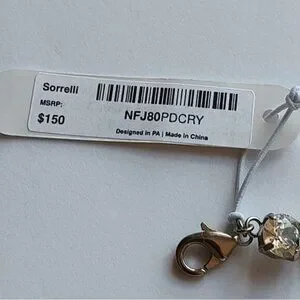 Sorrelli
MSRP:
$150
NFJ80PDCRY
Designed in PA | Made in China